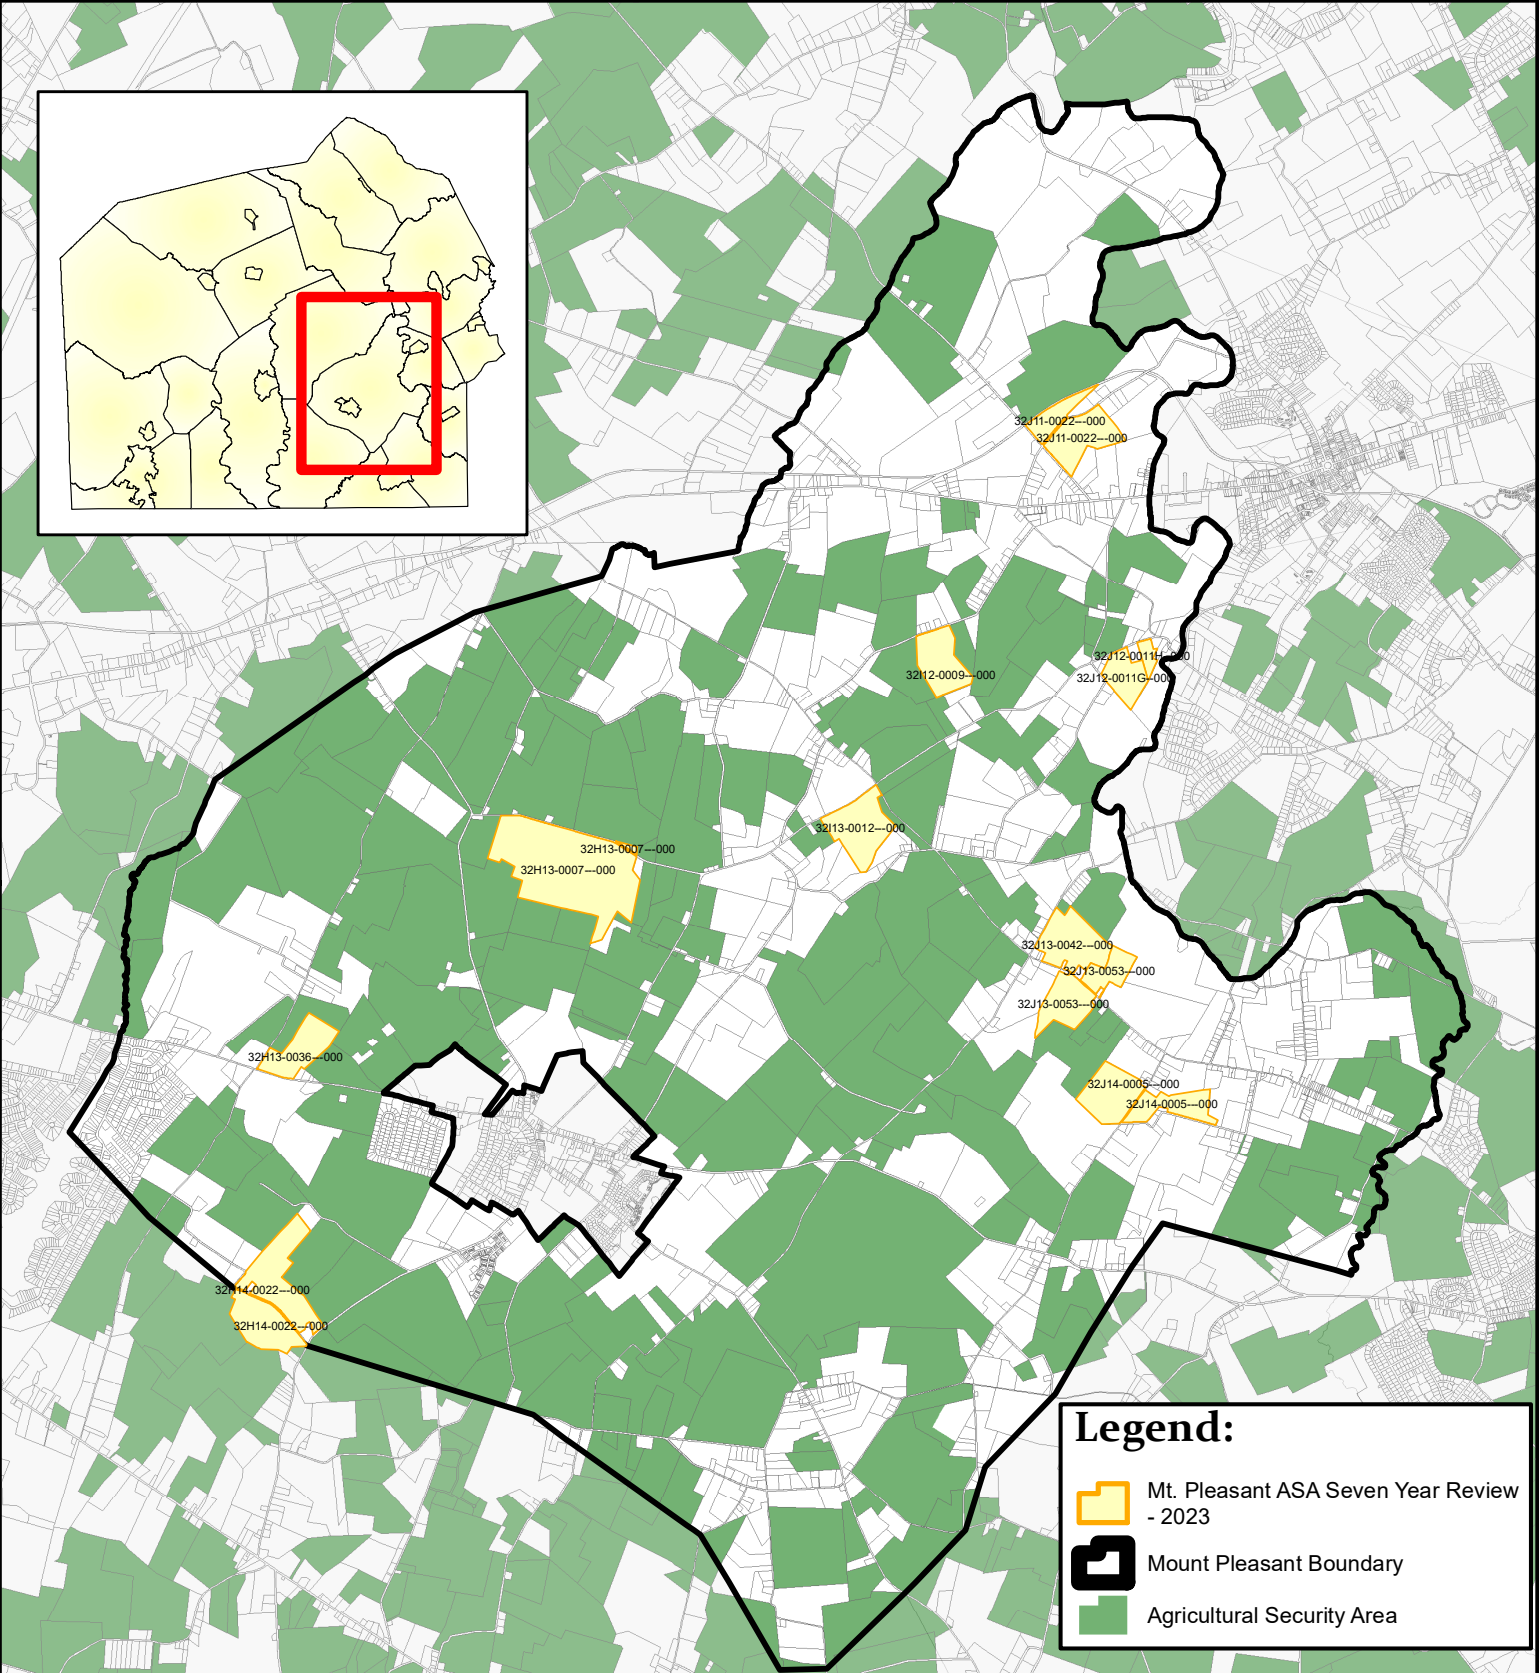 32J11-0022---000
32J11-0022---000
32J12-0011H--000
32I12-0009---000
32J12-0011G--000
32I13-0012---000
32H13-0007---000
32H13-0007---000
32J13-0042---000
32J13-0053---000
32J13-0053---000
32H13-0036---000
32J14-0005---000
32J14-0005---000
32H14-0022---000
32H14-0022---000
Legend:
Mt. Pleasant ASA Seven Year Review
- 2023
Mount Pleasant Boundary
Agricultural Security Area